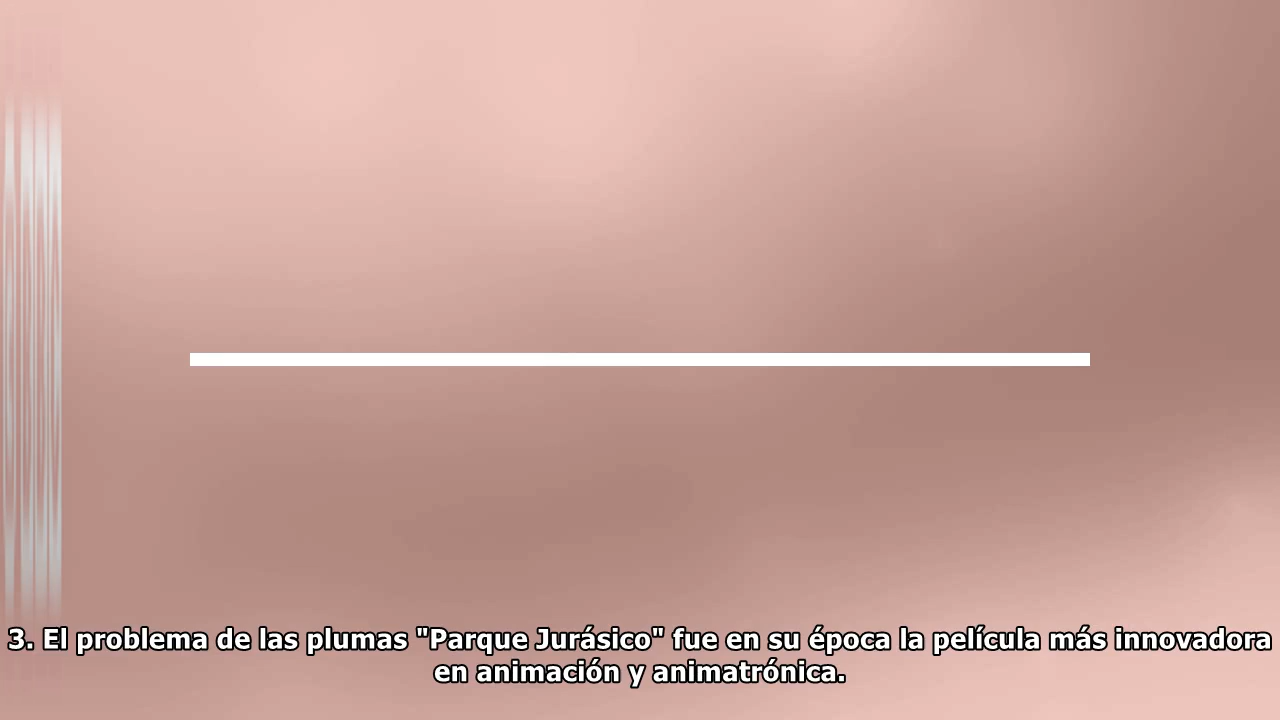 3. El problema de las plumas "Parque Jurásico" fue en su época la película más innovadora
en animación y animatrónica.